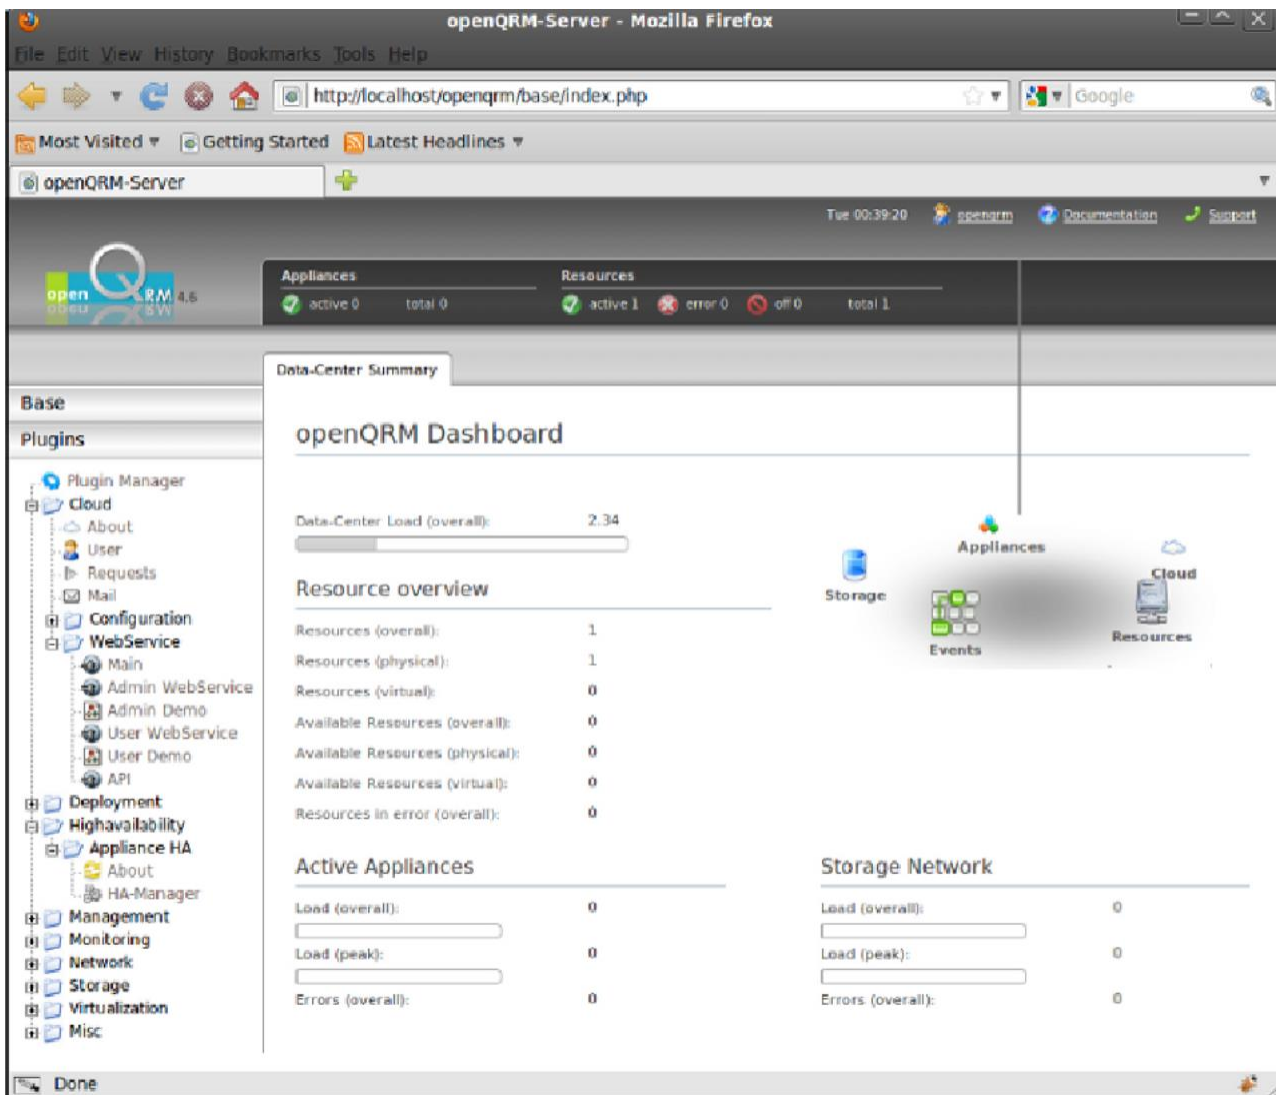 openQRM-Server - Mozilla Firefox
File Edit View History Bookmarks Tools Help
http://localhost/openqrm/base/index.php
Google
Most Visited Getting Started Latest Headlines
openQRM-Server
Tue 00:39:20 openqrm Documentation Support
open QRM 4.6
Appliances Resources
active 0 total 0 active 1 error 0 off 0 total 1
Data-Center Summary
Base
Plugins
Plugin Manager
Cloud
About
User
Requests
Mail
Configuration
WebService
Main
Admin WebService
Admin Demo
User WebService
User Demo
API
Deployment
Highavailability
Appliance HA
About
HA-Manager
Management
Monitoring
Network
Storage
Virtualization
Misc
openQRM Dashboard
Data-Center Load (overall): 2.34
Resource overview
Resources (overall): 1
Resources (physical): 1
Resources (virtual): 0
Available Resources (overall): 0
Available Resources (physical): 0
Available Resources (virtual): 0
Resources in error (overall): 0
Appliances
Cloud
Storage
Resources
Events
Active Appliances
Load (overall): 0
Load (peak): 0
Errors (overall): 0
Storage Network
Load (overall): 0
Load (peak): 0
Errors (overall): 0
Done